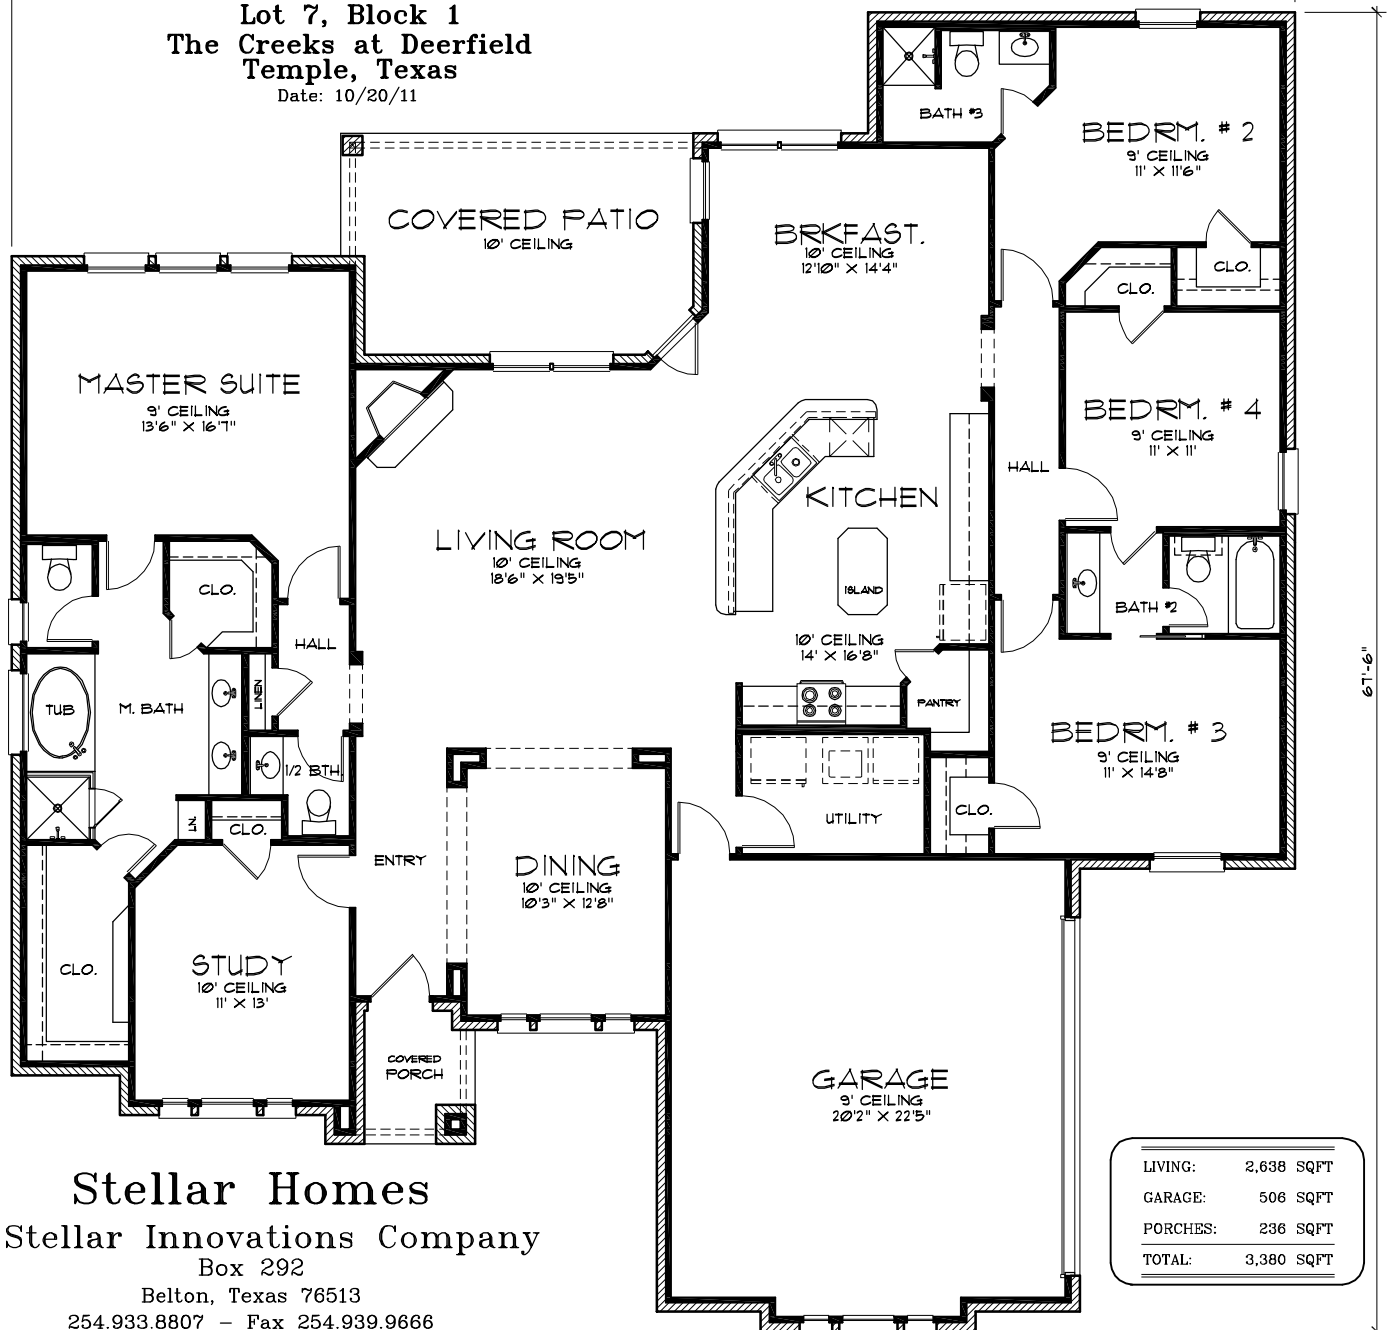 Lot 7, Block 1
The Creeks at Deerfield
Temple, Texas
Date: 10/20/11
BATH #3
BEDRM. # 2
9' CEILING
11' X 11'6"
COVERED PATIO
10' CEILING
BRKFAST.
10' CEILING
12'10" X 14'4"
CLO.
CLO.
MASTER SUITE
9' CEILING
13'6" X 16'7"
BEDRM. # 4
9' CEILING
11' X 11'
HALL
KITCHEN
LIVING ROOM
10' CEILING
18'6" X 19'5"
CLO.
ISLAND
BATH #2
10' CEILING
14' X 16'8"
HALL
LINEN
TUB
M. BATH
PANTRY
67'-6"
BEDRM. # 3
9' CEILING
11' X 14'8"
1/2 BTH.
LN.
CLO.
UTILITY
CLO.
ENTRY
DINING
10' CEILING
10'3" X 12'8"
CLO.
STUDY
10' CEILING
11' X 13'
COVERED
PORCH
GARAGE
9' CEILING
20'2" X 22'5"
LIVING: 2,638 SQFT
GARAGE: 506 SQFT
PORCHES: 236 SQFT
TOTAL: 3,380 SQFT
Stellar Homes
Stellar Innovations Company
Box 292
Belton, Texas 76513
254.933.8807 - Fax 254.939.9666